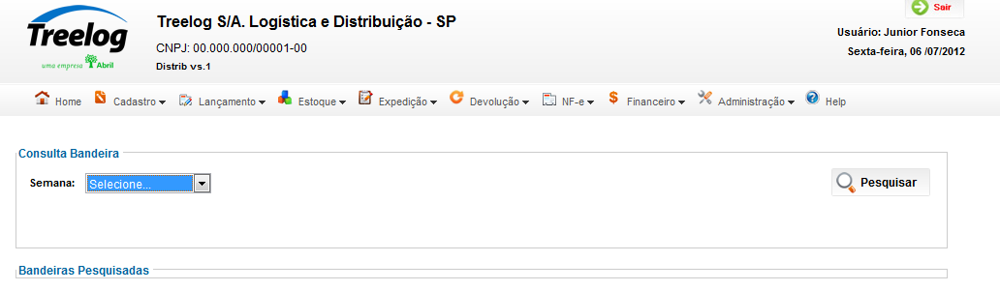 Treelog
uma empresa Abril
Treelog S/A. Logística e Distribuição - SP
CNPJ: 00.000.000/00001-00
Distrib vs.1
Sair
Usuário: Junior Fonseca
Sexta-feira, 06 /07/2012
Home Cadastro Lançamento Estoque Expedição Devolução NF-e Financeiro Administração Help
Consulta Bandeira
Semana: Selecione... Pesquisar
Bandeiras Pesquisadas